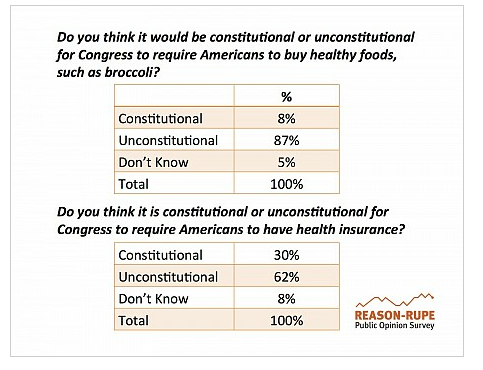 Do you think it would be constitutional or unconstitutional
for Congress to require Americans to buy healthy foods,
such as broccoli?
%
Constitutional 8%
Unconstitutional 87%
Don't Know 5%
Total 100%
Do you think it is constitutional or unconstitutional for
Congress to require Americans to have health insurance?
Constitutional 30%
Unconstitutional 62%
Don't Know 8%
Total 100%
REASON-RUPE
Public Opinion Survey